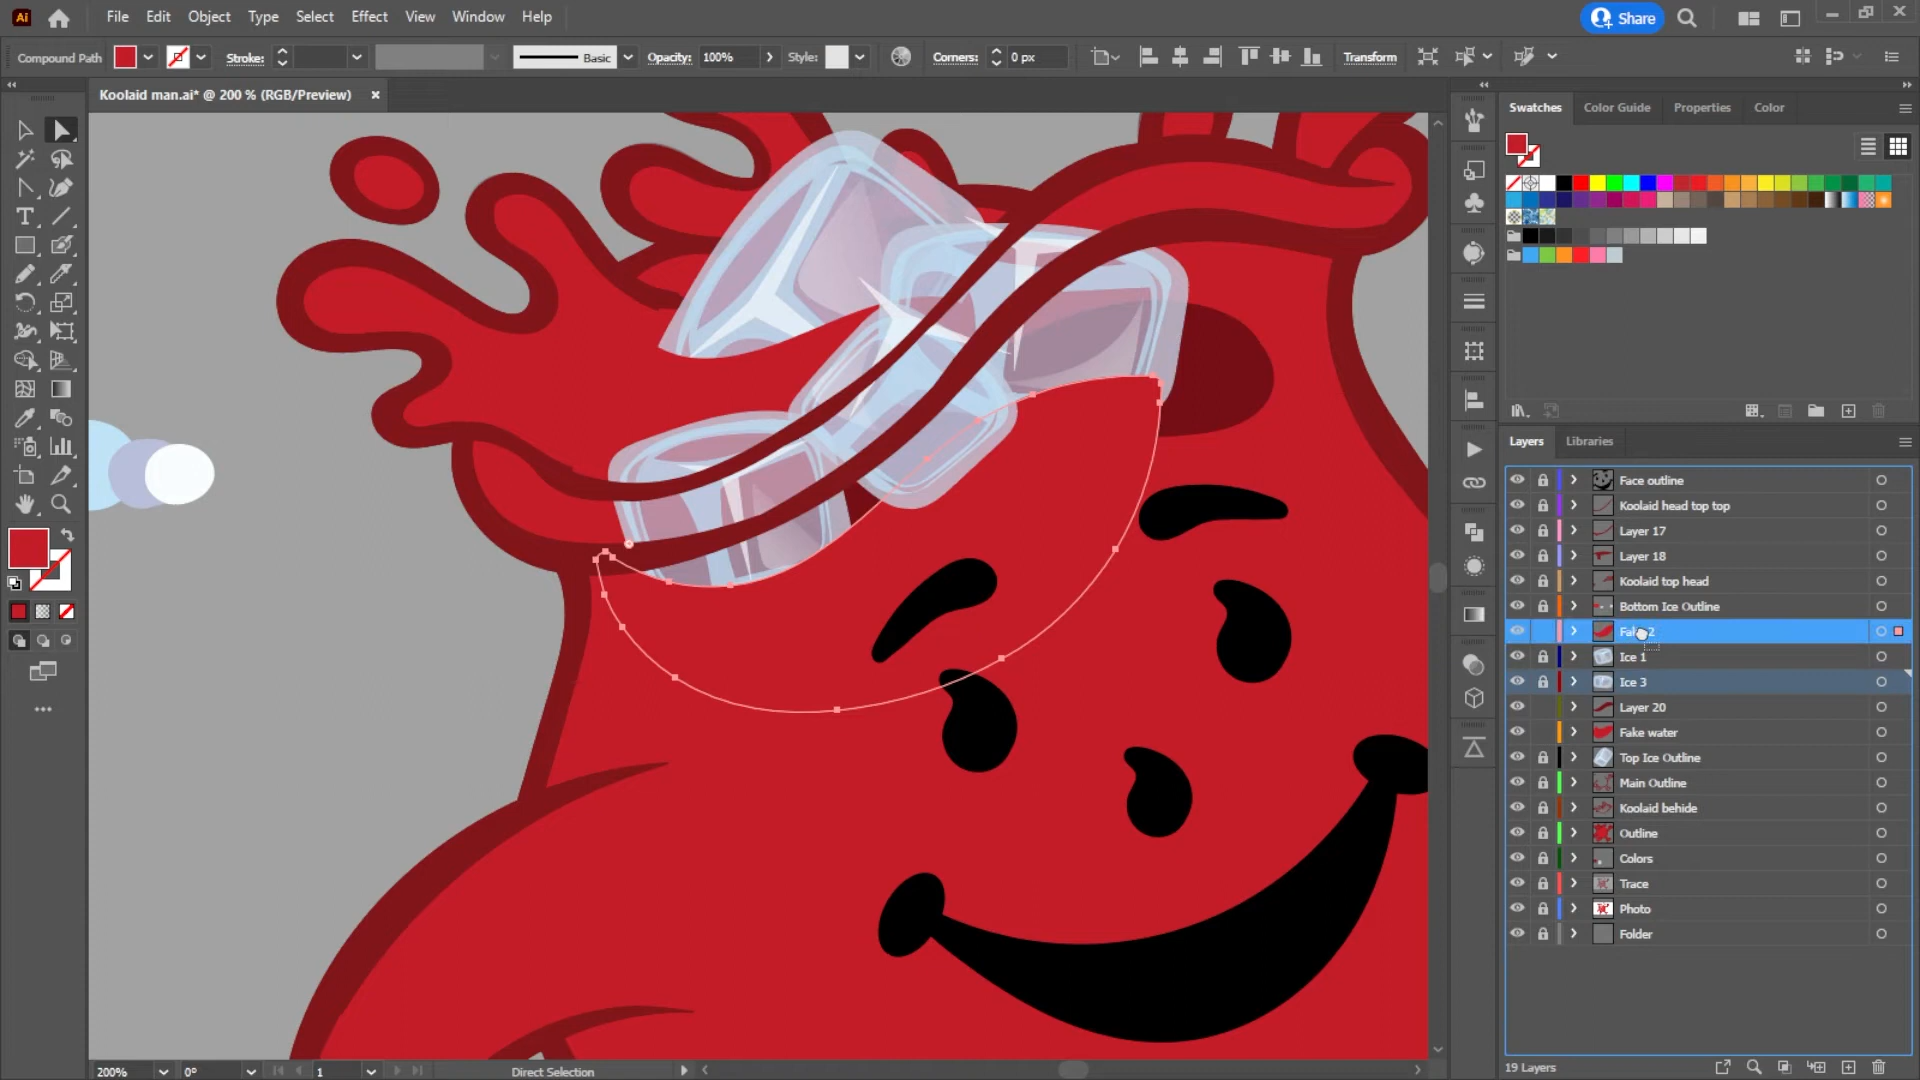 Ai File Edit Object Type Select Effect View Window Help Share
Compound Path Stroke: Basic Opacity: 100% Style: Corners: 0 px Transform
Koolaid man.ai* @ 200 % (RGB/Preview) ×
Swatches Color Guide Properties Color
Layers Libraries
Face outline
Koolaid head top top
Layer 17
Layer 18
Koolaid top head
Bottom Ice Outline
2
Ice 1
Ice 3
Layer 20
Fake water
Top Ice Outline
Main Outline
Koolaid behide
Outline
Colors
Trace
Photo
Folder
19 Layers
200% 0° 1 Direct Selection